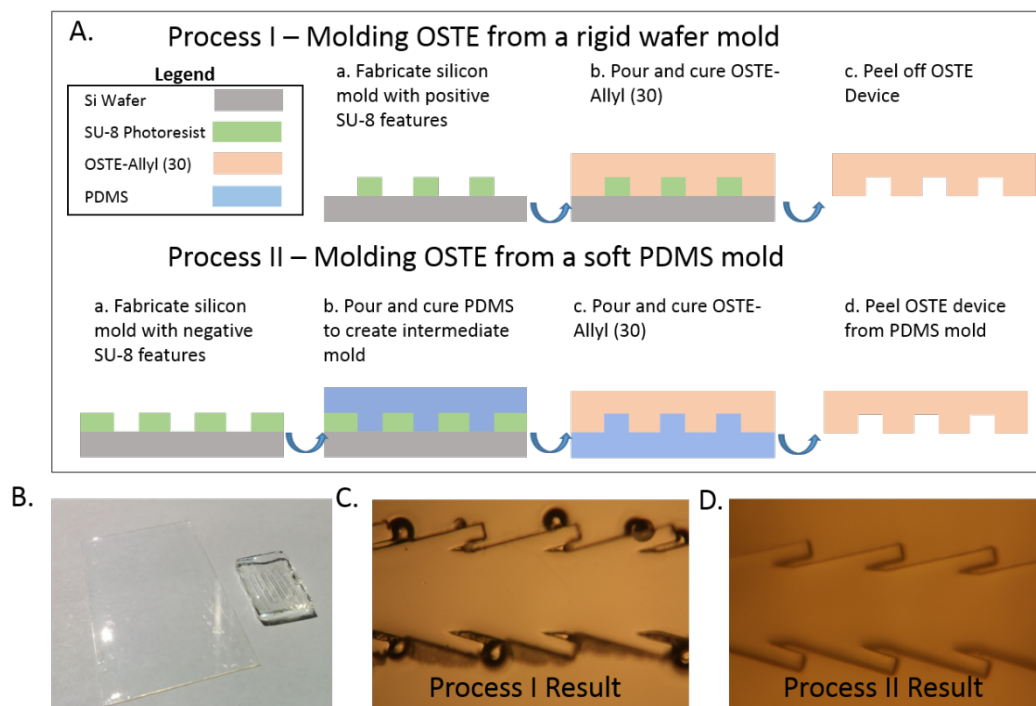 A.
Process I – Molding OSTE from a rigid wafer mold
Legend
Si Wafer
SU-8 Photoresist
OSTE-Allyl (30)
PDMS
a. Fabricate silicon
mold with positive
SU-8 features
b. Pour and cure OSTE-
Allyl (30)
c. Peel off OSTE
Device
Process II – Molding OSTE from a soft PDMS mold
a. Fabricate silicon
mold with negative
SU-8 features
b. Pour and cure PDMS
to create intermediate
mold
c. Pour and cure OSTE-
Allyl (30)
d. Peel OSTE device
from PDMS mold
B.
C.
Process I Result
D.
Process II Result